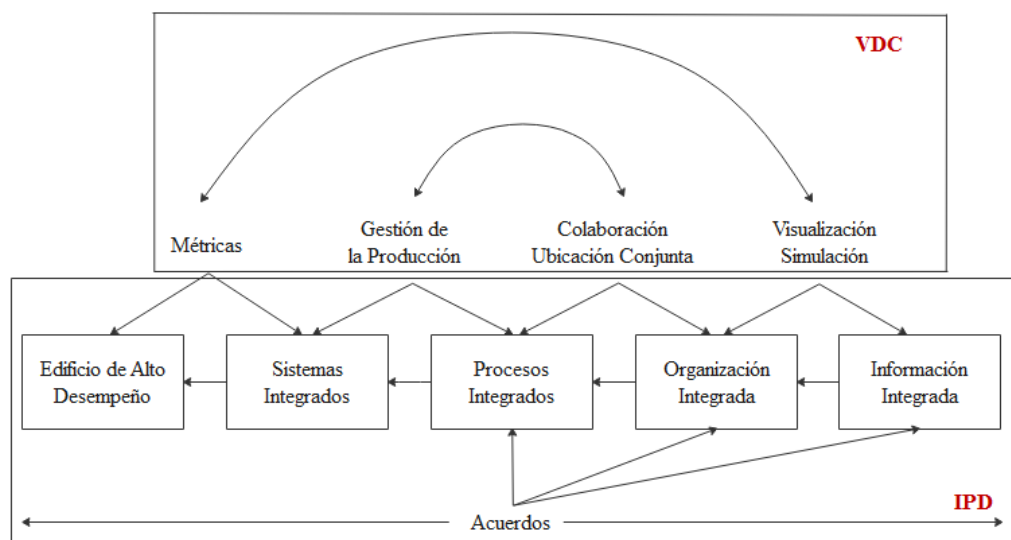 VDC
Métricas
Gestión de
la Producción
Colaboración
Ubicación Conjunta
Visualización
Simulación
Edificio de Alto
Desempeño
Sistemas
Integrados
Procesos
Integrados
Organización
Integrada
Información
Integrada
IPD
Acuerdos